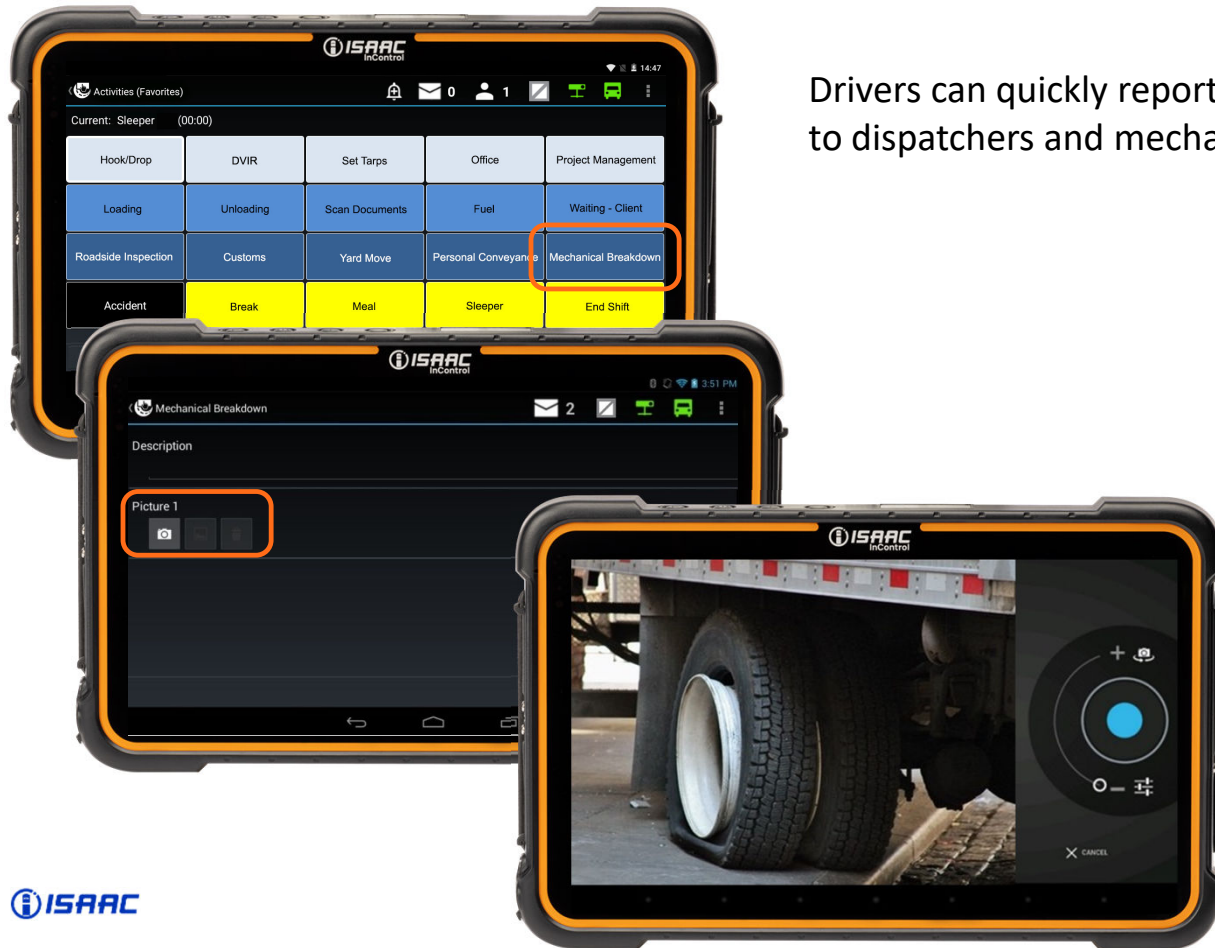 ISAAC
InControl
14:47
Activities (Favorites)
0
1
Current: Sleeper (00:00)
Hook/Drop
DVIR
Set Tarps
Office
Project Management
Loading
Unloading
Scan Documents
Fuel
Waiting - Client
Roadside Inspection
Customs
Yard Move
Personal Conveyance
Mechanical Breakdown
Accident
Break
Meal
Sleeper
End Shift
Drivers can quickly report
to dispatchers and mecha
ISAAC
InControl
3:51 PM
Mechanical Breakdown
2
Description
Picture 1
ISAAC
InControl
CANCEL
ISAAC